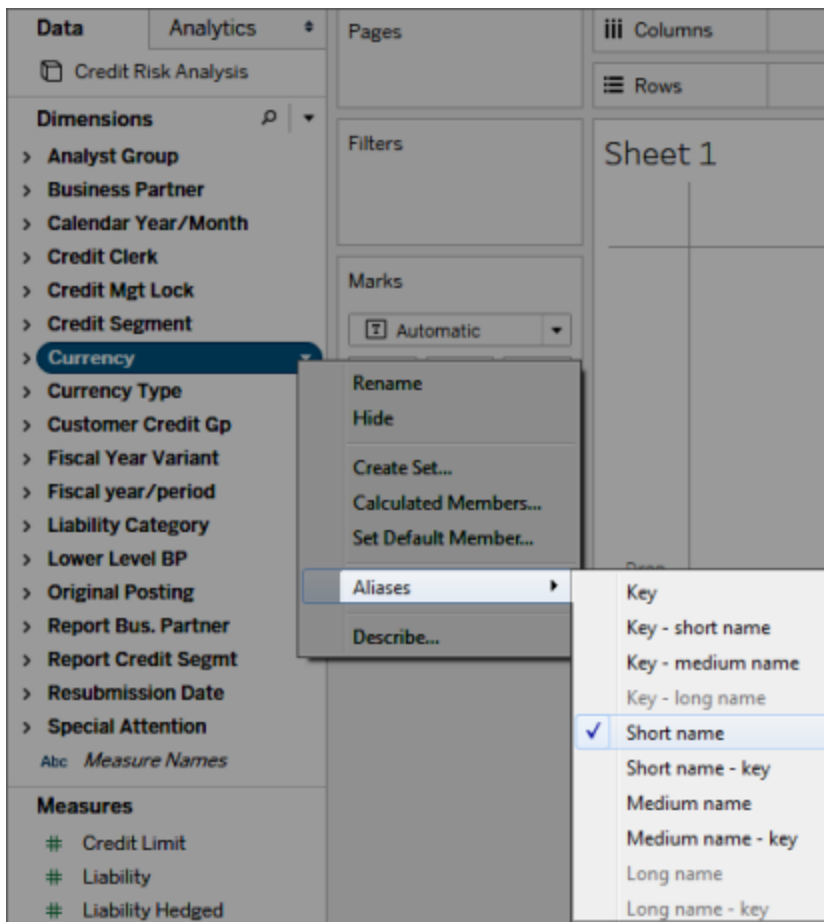 Data
Analytics
Credit Risk Analysis
Dimensions
Analyst Group
Business Partner
Calendar Year/Month
Credit Clerk
Credit Mgt Lock
Credit Segment
Currency
Currency Type
Customer Credit Gp
Fiscal Year Variant
Fiscal year/period
Liability Category
Lower Level BP
Original Posting
Report Bus. Partner
Report Credit Segmt
Resubmission Date
Special Attention
Abc Measure Names
Measures
# Credit Limit
# Liability
# Liability Hedged
Pages
Filters
Marks
T Automatic
Columns
Rows
Sheet 1
Rename
Hide
Create Set...
Calculated Members...
Set Default Member...
Aliases
Describe...
Key
Key - short name
Key - medium name
Key - long name
Short name
Short name - key
Medium name
Medium name - key
Long name
Long name - key